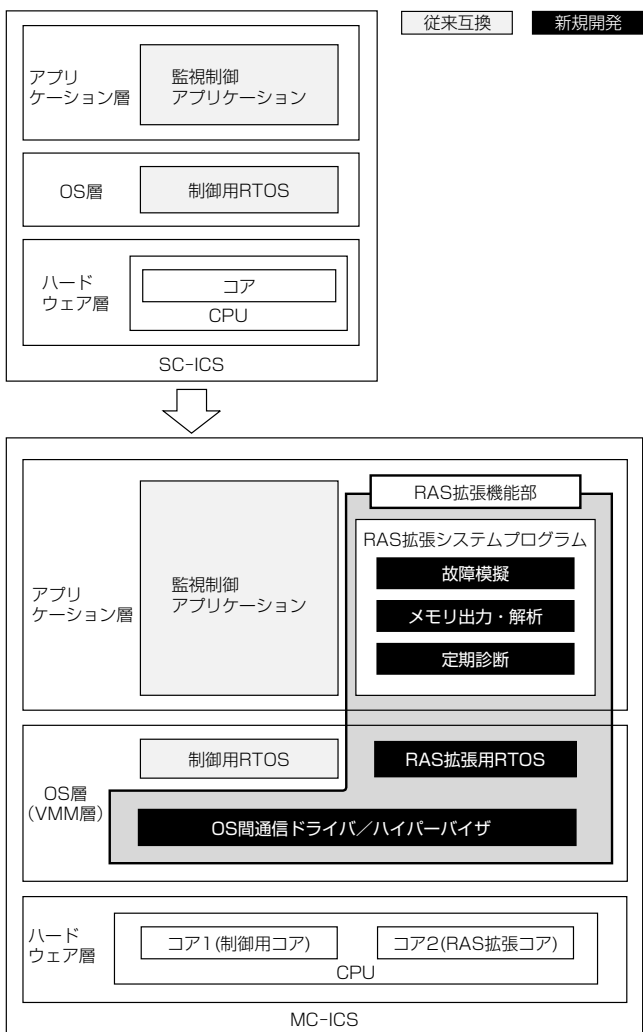 従来互換
新規開発
アプリ
ケーション層
監視制御
アプリケーション
OS層
制御用RTOS
ハード
ウェア層
コア
CPU
SC-ICS
RAS拡張機能部
RAS拡張システムプログラム
故障模擬
メモリ出力・解析
定期診断
アプリ
ケーション層
監視制御
アプリケーション
制御用RTOS
RAS拡張用RTOS
OS層
(VMM層)
OS間通信ドライバ／ハイパーバイザ
ハード
ウェア層
コア1(制御用コア)
コア2(RAS拡張コア)
CPU
MC-ICS